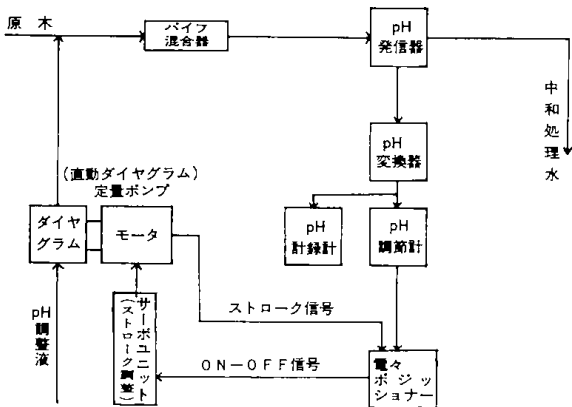 原木
パイプ
混合器
pH
発信器
中和処理水
pH
変換器
(直動ダイヤグラム)
定量ポンプ
ダイヤ
グラム
モータ
pH
計録計
pH
調節計
pH
調整液
サーボユニット
(ストローク調整)
ストローク信号
ON-OFF信号
電々
ポジッ
ショナー